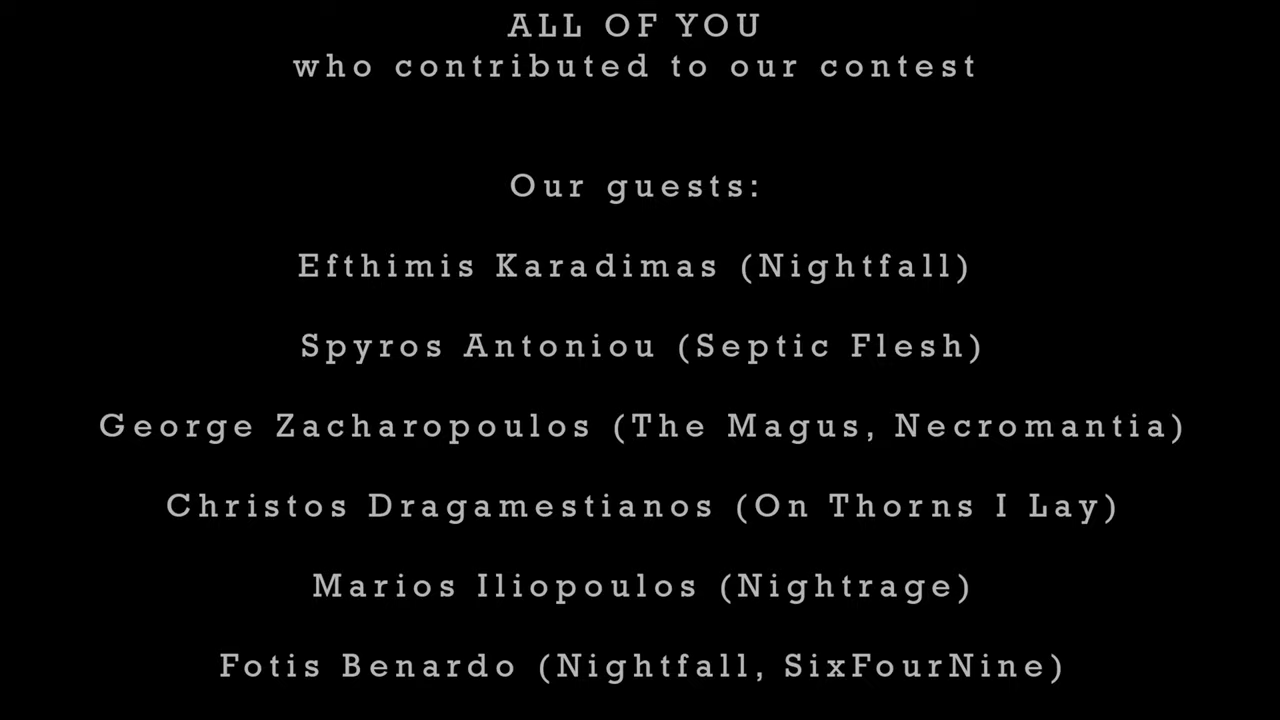 ALL OF YOU
who contributed to our contest
Our guests:
Efthimis Karadimas (Nightfall)
Spyros Antoniou (Septic Flesh)
George Zacharopoulos (The Magus, Necromantia)
Christos Dragamestianos (On Thorns I Lay)
Marios Iliopoulos (Nightrage)
Fotis Benardo (Nightfall, SixFourNine)